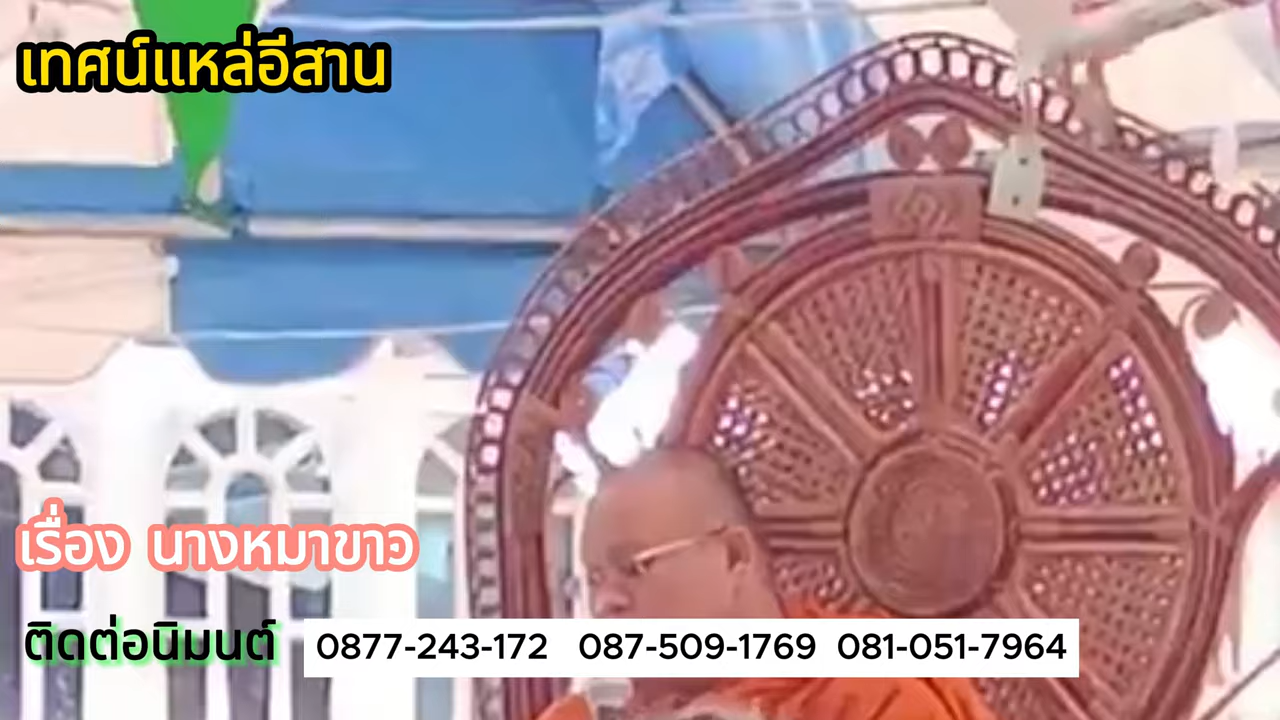 เทศน์แหล่อีสาน
เรื่อง นางหมาขาว
ติดต่อนิมนต์ 0877-243-172 087-509-1769 081-051-7964